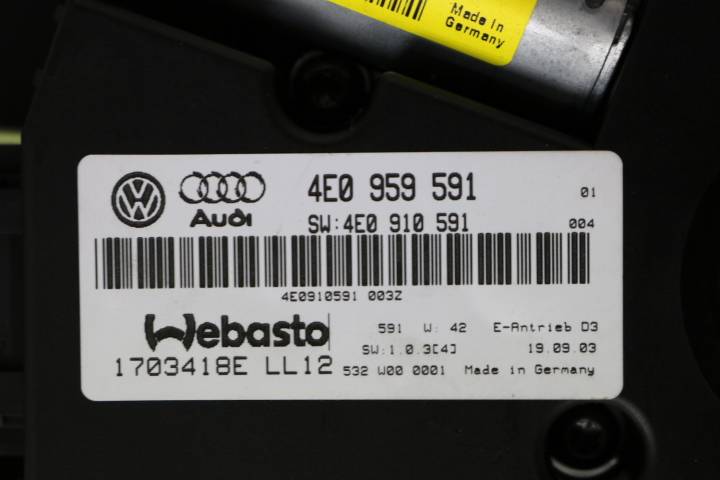 Made in
Germany
4E0 959 591 01
Audi SW:4E0 910 591 004
4E0910591 003Z
Webasto 591 W: 42 E-Antrieb D3
SW:1.0.3[4] 19.09.03
1703418E LL12 532 W00 0001 Made in Germany